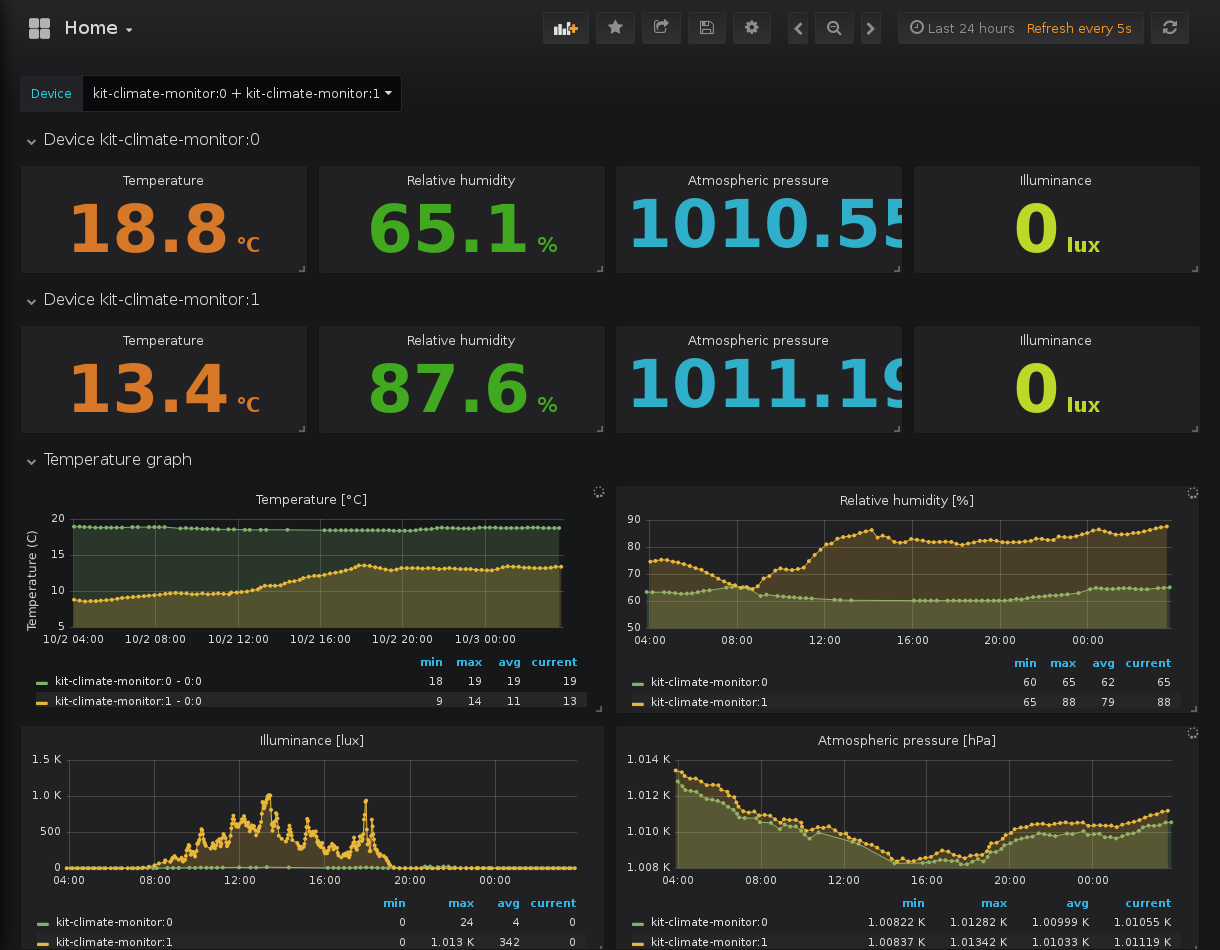 Home
Last 24 hours Refresh every 5s
Device kit-climate-monitor:0 + kit-climate-monitor:1
Device kit-climate-monitor:0
Temperature Relative humidity Atmospheric pressure Illuminance
18.8 °C 65.1 % 1010.55 0 lux
Device kit-climate-monitor:1
Temperature Relative humidity Atmospheric pressure Illuminance
13.4 °C 87.6 % 1011.19 0 lux
Temperature graph
Temperature [°C]
Temperature (C)
20
15
10
5
10/2 04:00 10/2 08:00 10/2 12:00 10/2 16:00 10/2 20:00 10/3 00:00
min max avg current
kit-climate-monitor:0 - 0:0 18 19 19 19
kit-climate-monitor:1 - 0:0 9 14 11 13
Relative humidity [%]
90
80
70
60
50
04:00 08:00 12:00 16:00 20:00 00:00
min max avg current
kit-climate-monitor:0 60 65 62 65
kit-climate-monitor:1 65 88 79 88
Illuminance [lux]
1.5 K
1.0 K
500
0
04:00 08:00 12:00 16:00 20:00 00:00
min max avg current
kit-climate-monitor:0 0 24 4 0
kit-climate-monitor:1 0 1.013 K 342 0
Atmospheric pressure [hPa]
1.014 K
1.012 K
1.010 K
1.008 K
04:00 08:00 12:00 16:00 20:00 00:00
min max avg current
kit-climate-monitor:0 1.00822 K 1.01282 K 1.00999 K 1.01055 K
kit-climate-monitor:1 1.00837 K 1.01342 K 1.01033 K 1.01119 K